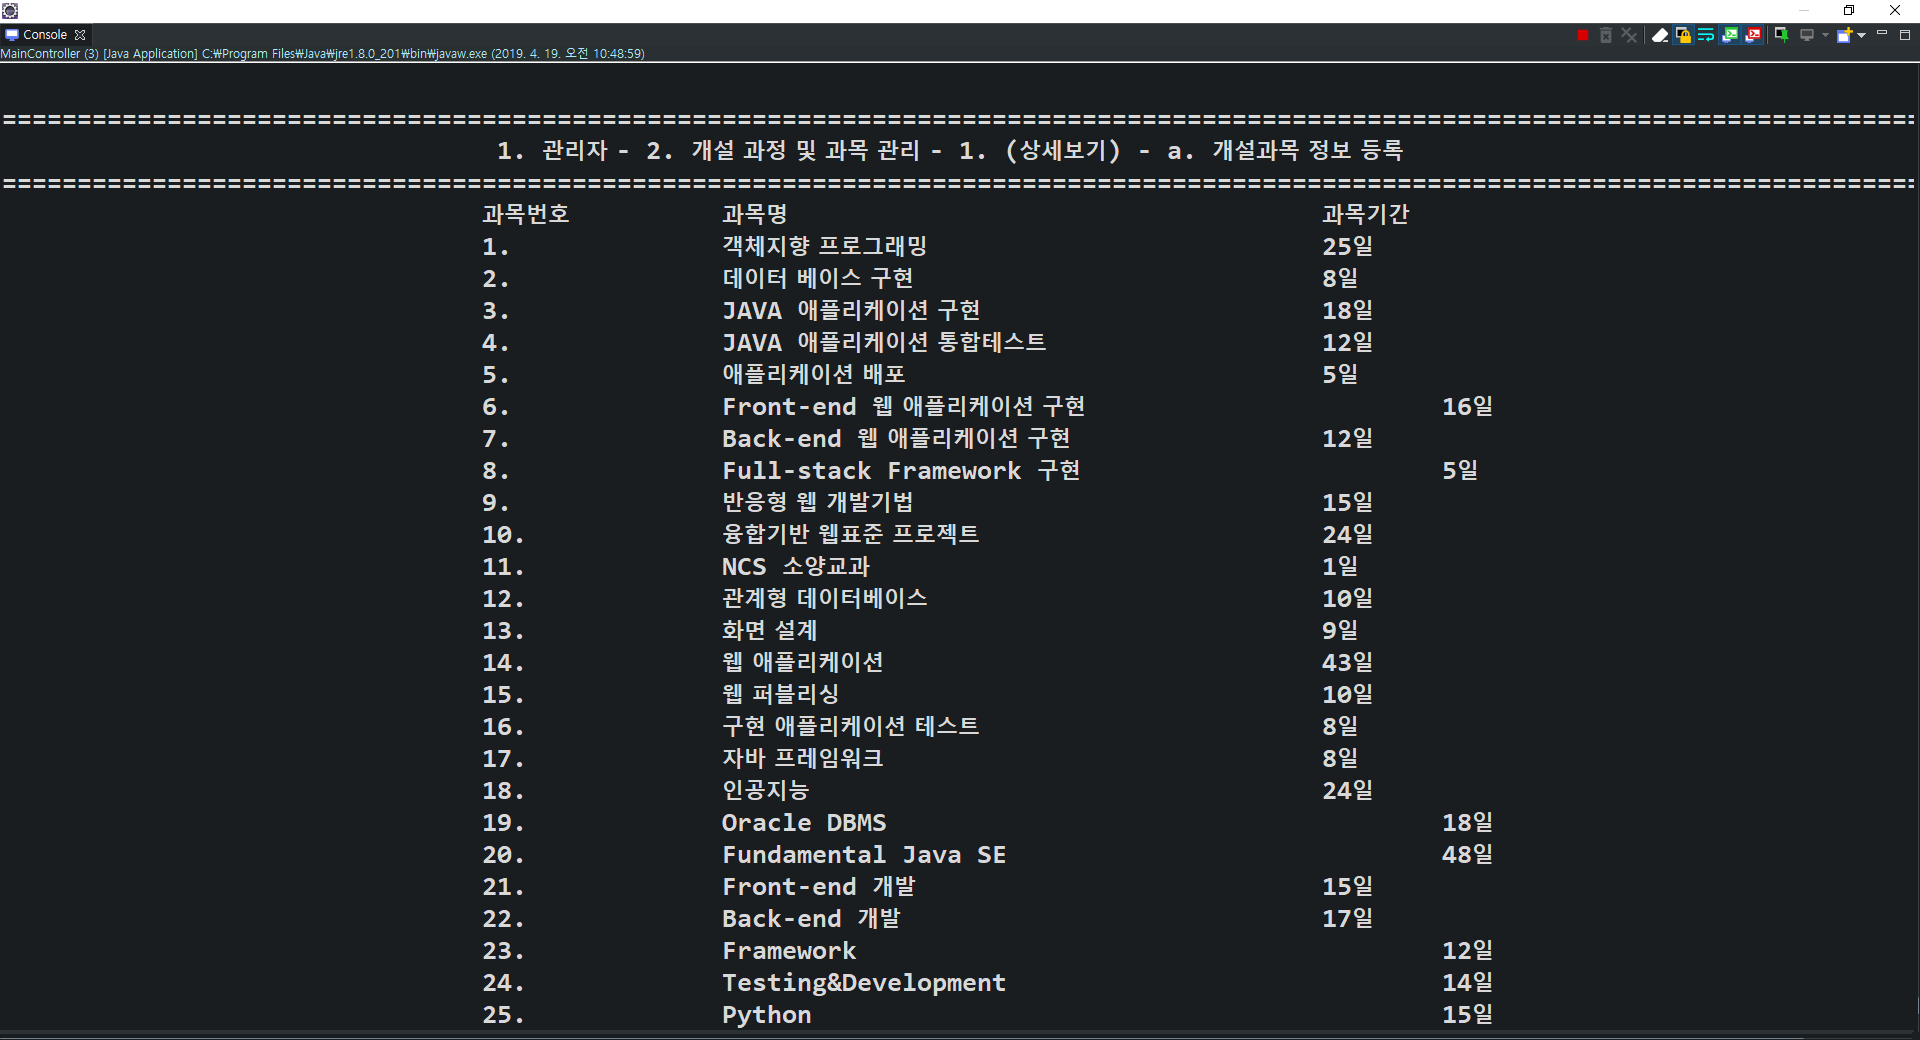 Console
MainController (3) [Java Application] C:₩Program Files₩Java₩jre1.8.0_201₩bin₩javaw.exe (2019. 4. 19. 오전 10:48:59)
================================================================================================================================
1. 관리자 - 2. 개설 과정 및 과목 관리 - 1. (상세보기) - a. 개설과목 정보 등록
================================================================================================================================
과목번호 과목명 과목기간
1. 객체지향 프로그래밍 25일
2. 데이터 베이스 구현 8일
3. JAVA 애플리케이션 구현 18일
4. JAVA 애플리케이션 통합테스트 12일
5. 애플리케이션 배포 5일
6. Front-end 웹 애플리케이션 구현 16일
7. Back-end 웹 애플리케이션 구현 12일
8. Full-stack Framework 구현 5일
9. 반응형 웹 개발기법 15일
10. 융합기반 웹표준 프로젝트 24일
11. NCS 소양교과 1일
12. 관계형 데이터베이스 10일
13. 화면 설계 9일
14. 웹 애플리케이션 43일
15. 웹 퍼블리싱 10일
16. 구현 애플리케이션 테스트 8일
17. 자바 프레임워크 8일
18. 인공지능 24일
19. Oracle DBMS 18일
20. Fundamental Java SE 48일
21. Front-end 개발 15일
22. Back-end 개발 17일
23. Framework 12일
24. Testing&Development 14일
25. Python 15일